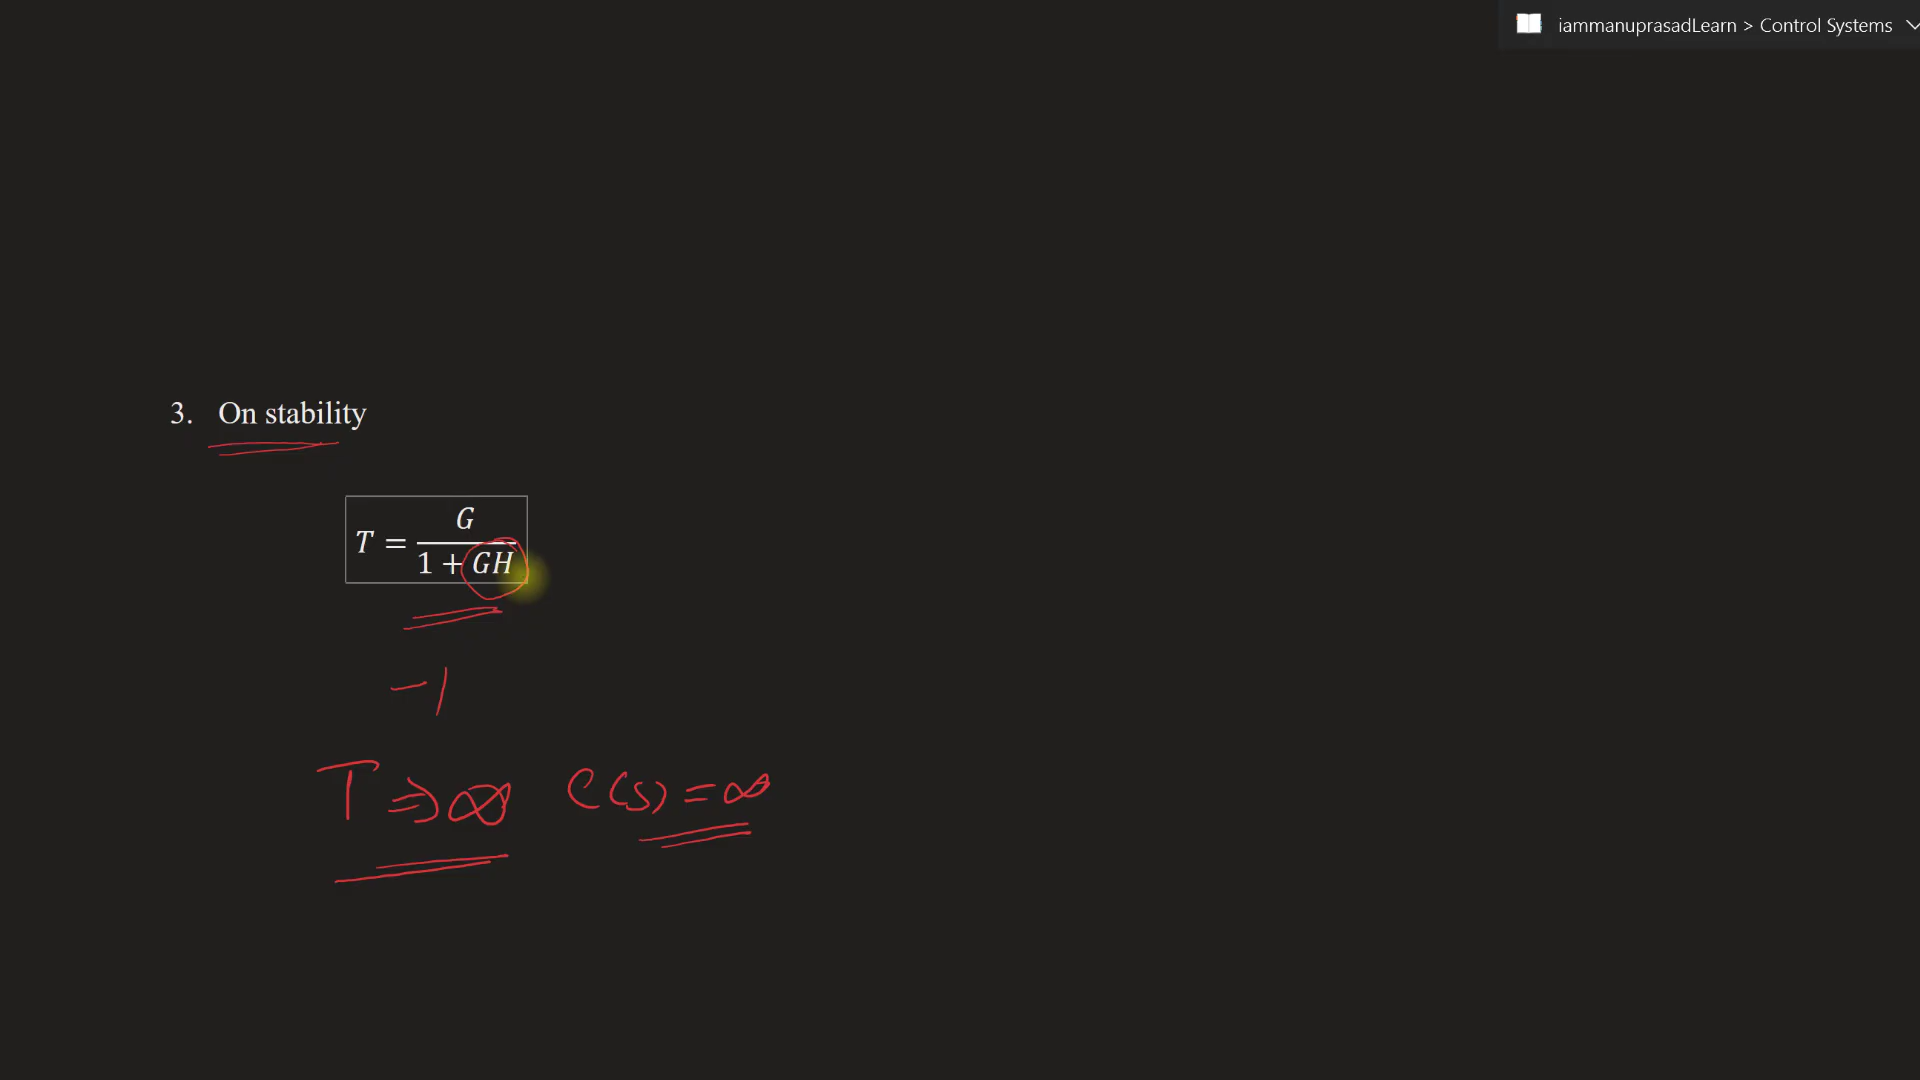 iammanuprasadLearn > Control Systems
3. On stability
T = G / 1 + GH
-1
T ⇒ ∞ C(s) = ∞